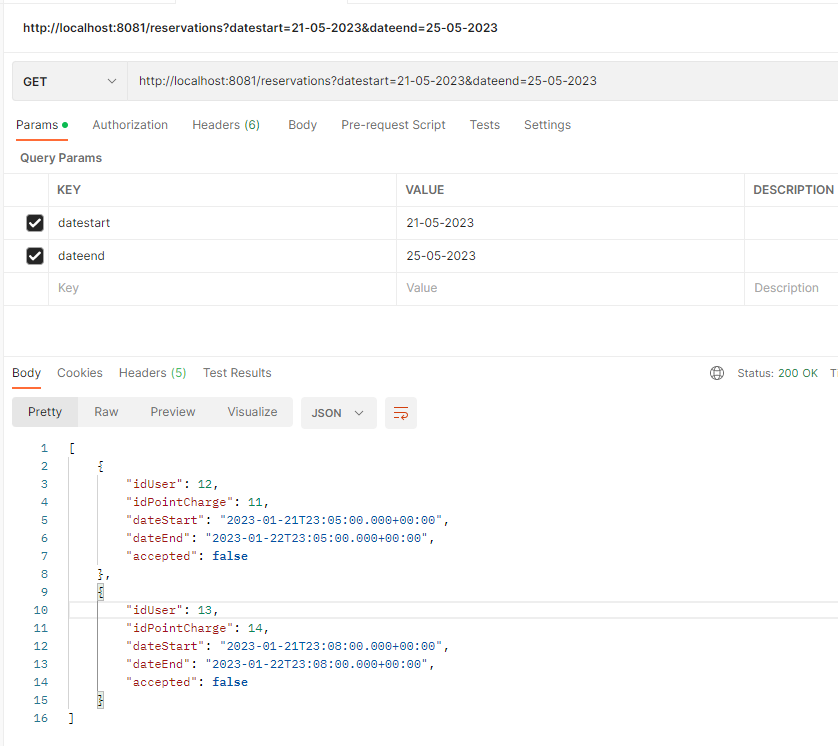 http://localhost:8081/reservations?datestart=21-05-2023&dateend=25-05-2023
GET http://localhost:8081/reservations?datestart=21-05-2023&dateend=25-05-2023
Params Authorization Headers (6) Body Pre-request Script Tests Settings
Query Params
KEY VALUE DESCRIPTION
datestart 21-05-2023
dateend 25-05-2023
Key Value Description
Body Cookies Headers (5) Test Results Status: 200 OK
Pretty Raw Preview Visualize JSON
1 [
2 {
3 "idUser": 12,
4 "idPointCharge": 11,
5 "dateStart": "2023-01-21T23:05:00.000+00:00",
6 "dateEnd": "2023-01-22T23:05:00.000+00:00",
7 "accepted": false
8 },
9 {
10 "idUser": 13,
11 "idPointCharge": 14,
12 "dateStart": "2023-01-21T23:08:00.000+00:00",
13 "dateEnd": "2023-01-22T23:08:00.000+00:00",
14 "accepted": false
15 }
16 ]